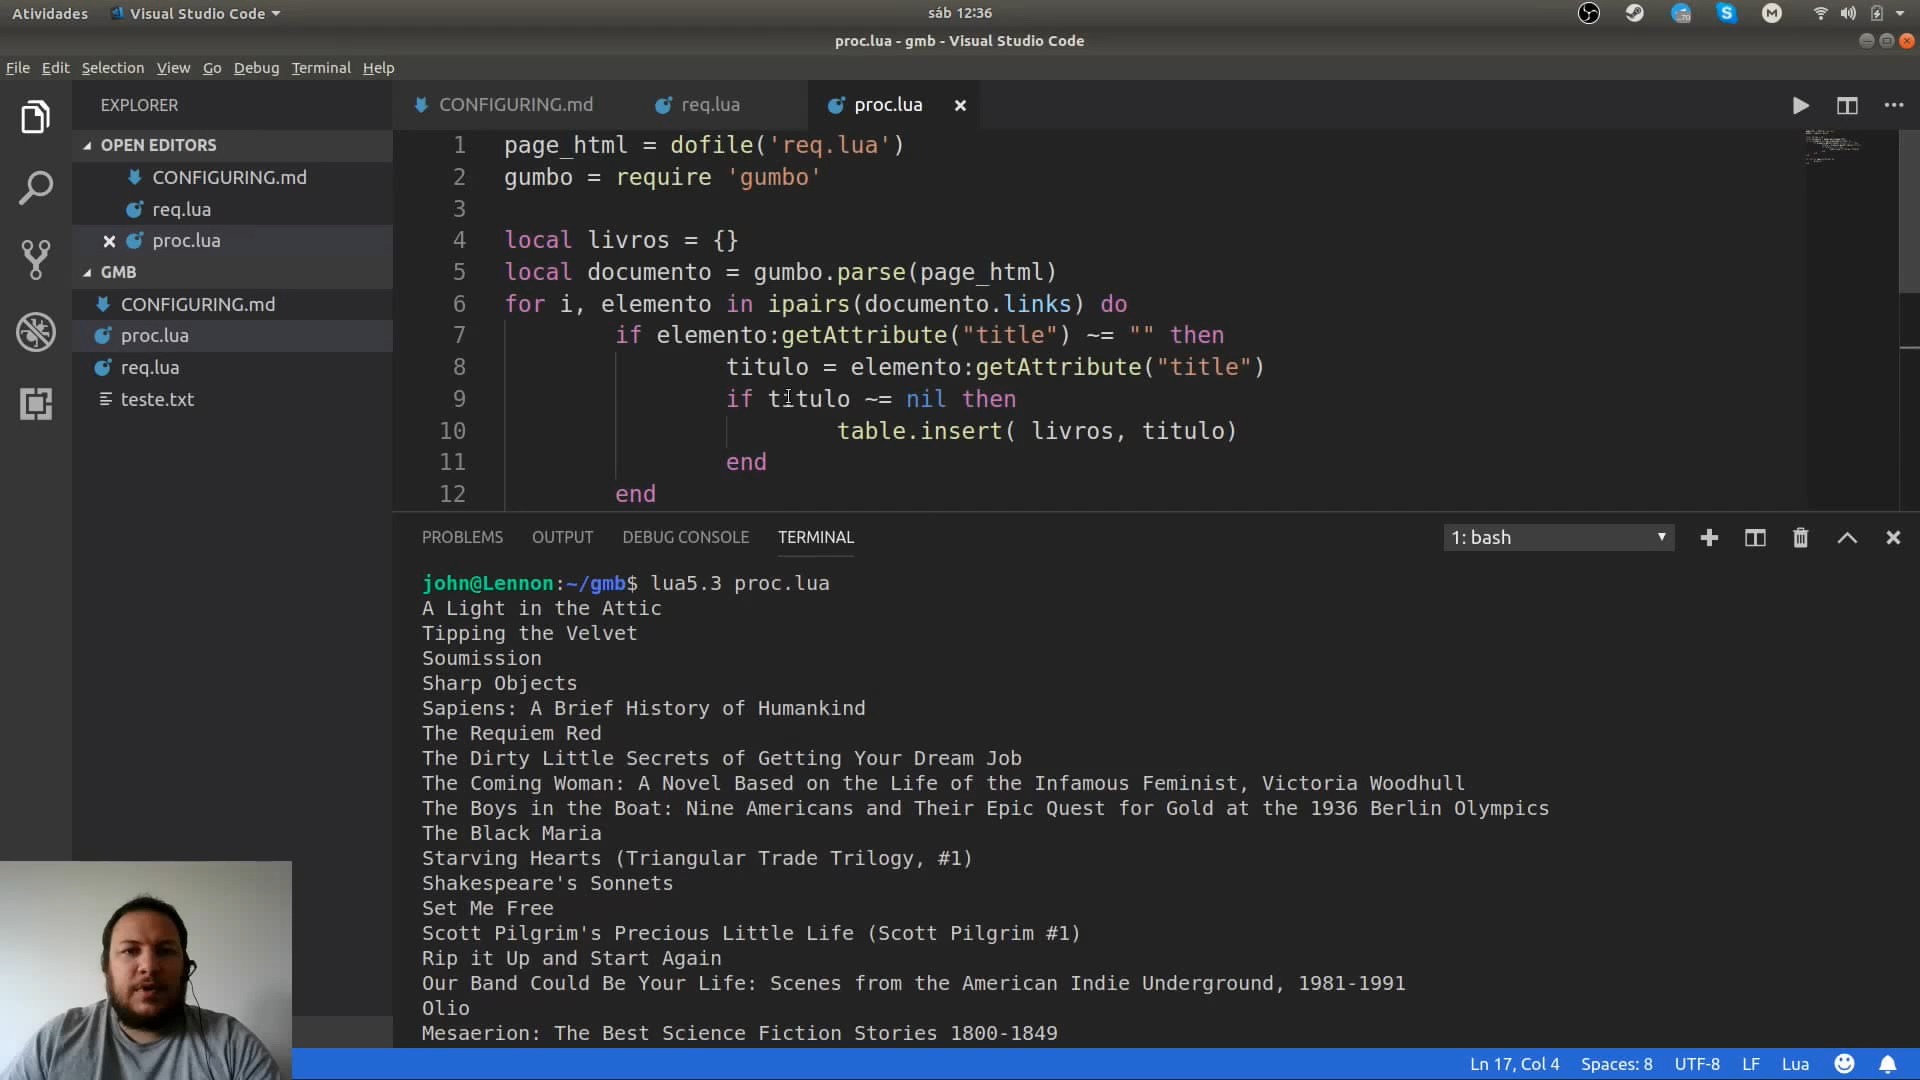 Atividades Visual Studio Code sáb 12:36 70 M
proc.lua - gmb - Visual Studio Code
File Edit Selection View Go Debug Terminal Help
EXPLORER CONFIGURING.md req.lua proc.lua
OPEN EDITORS
CONFIGURING.md
req.lua
proc.lua
GMB
CONFIGURING.md
proc.lua
req.lua
teste.txt
1 page_html = dofile('req.lua')
2 gumbo = require 'gumbo'
3
4 local livros = {}
5 local documento = gumbo.parse(page_html)
6 for i, elemento in ipairs(documento.links) do
7 if elemento:getAttribute("title") ~= "" then
8 titulo = elemento:getAttribute("title")
9 if titulo ~= nil then
10 table.insert( livros, titulo)
11 end
12 end
PROBLEMS OUTPUT DEBUG CONSOLE TERMINAL 1: bash
john@Lennon:~/gmb$ lua5.3 proc.lua
A Light in the Attic
Tipping the Velvet
Soumission
Sharp Objects
Sapiens: A Brief History of Humankind
The Requiem Red
The Dirty Little Secrets of Getting Your Dream Job
The Coming Woman: A Novel Based on the Life of the Infamous Feminist, Victoria Woodhull
The Boys in the Boat: Nine Americans and Their Epic Quest for Gold at the 1936 Berlin Olympics
The Black Maria
Starving Hearts (Triangular Trade Trilogy, #1)
Shakespeare's Sonnets
Set Me Free
Scott Pilgrim's Precious Little Life (Scott Pilgrim #1)
Rip it Up and Start Again
Our Band Could Be Your Life: Scenes from the American Indie Underground, 1981-1991
Olio
Mesaerion: The Best Science Fiction Stories 1800-1849
Ln 17, Col 4 Spaces: 8 UTF-8 LF Lua